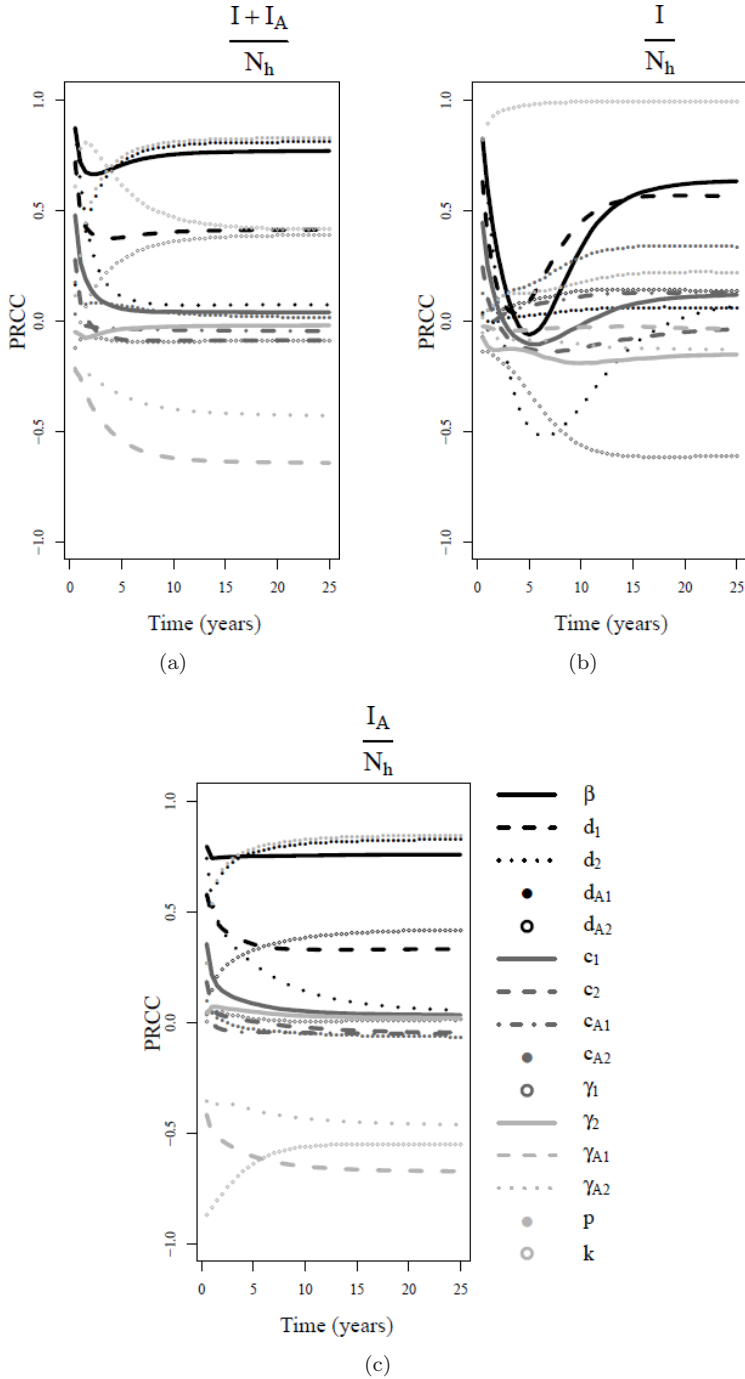 I + I_A
N_h
I
N_h
PRCC
1.0
0.5
0.0
−0.5
−1.0
0 5 10 15 20 25
Time (years)
(a)
PRCC
1.0
0.5
0.0
−0.5
−1.0
0 5 10 15 20 25
Time (years)
(b)
I_A
N_h
PRCC
1.0
0.5
0.0
−0.5
−1.0
0 5 10 15 20 25
Time (years)
(c)
β
d_1
d_2
d_A1
d_A2
c_1
c_2
c_A1
c_A2
γ_1
γ_2
γ_A1
γ_A2
p
k